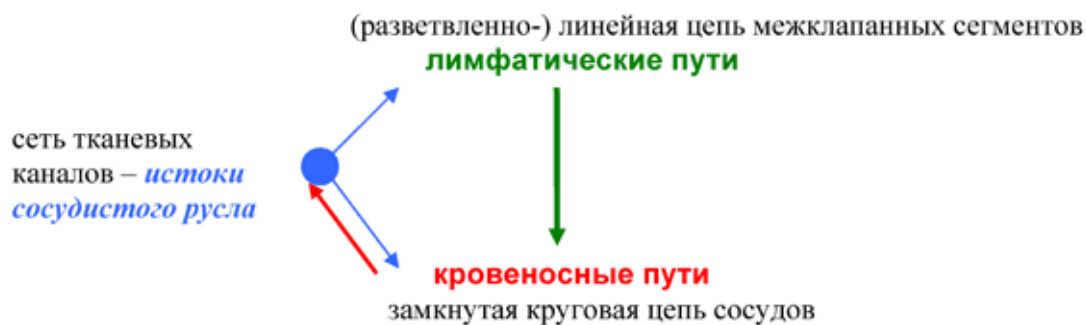 (разветвленно-) линейная цепь межклапанных сегментов
лимфатические пути
сеть тканевых
каналов – истоки
сосудистого русла
кровеносные пути
замкнутая круговая цепь сосудов